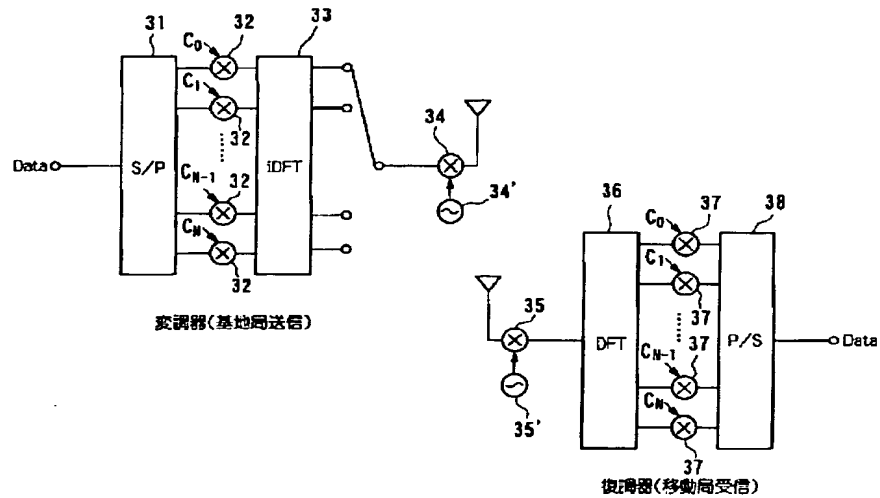 31
32
33
C0
C1
32
34
Data
S/P
iDFT
CN-1
32
CN
32
34'
変調器(基地局送信)
36
37
38
C0
C1
37
35
DFT
P/S
Data
CN-1
37
CN
37
35'
復調器(移動局受信)